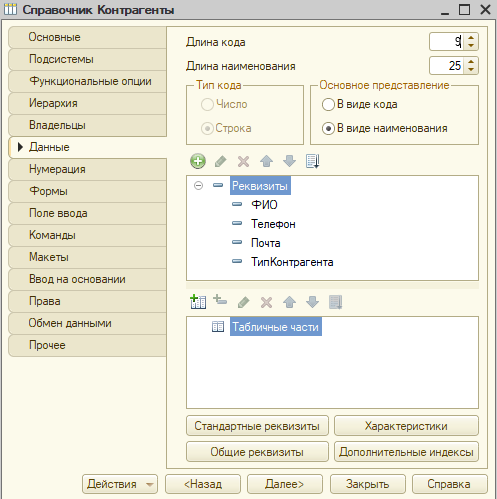 Справочник Контрагенты
Основные
Подсистемы
Функциональные опции
Иерархия
Владельцы
Данные
Нумерация
Формы
Поле ввода
Команды
Макеты
Ввод на основании
Права
Обмен данными
Прочее
Длина кода 9
Длина наименования 25
Тип кода
Число
Строка
Основное представление
В виде кода
В виде наименования
Реквизиты
ФИО
Телефон
Почта
ТипКонтрагента
Табличные части
Стандартные реквизиты Характеристики
Общие реквизиты Дополнительные индексы
Действия <Назад Далее> Закрыть Справка